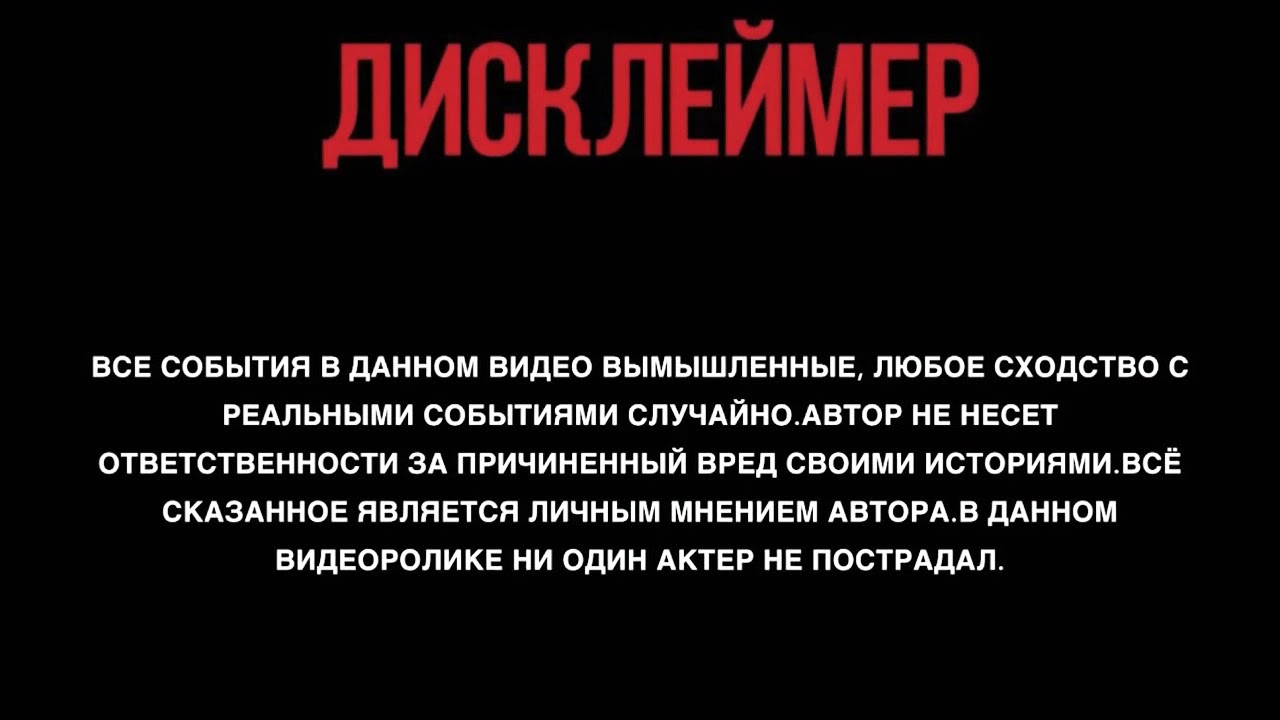 ДИСКЛЕЙМЕР
ВСЕ СОБЫТИЯ В ДАННОМ ВИДЕО ВЫМЫШЛЕННЫЕ, ЛЮБОЕ СХОДСТВО С
РЕАЛЬНЫМИ СОБЫТИЯМИ СЛУЧАЙНО.АВТОР НЕ НЕСЕТ
ОТВЕТСТВЕННОСТИ ЗА ПРИЧИНЕННЫЙ ВРЕД СВОИМИ ИСТОРИЯМИ.ВСЁ
СКАЗАННОЕ ЯВЛЯЕТСЯ ЛИЧНЫМ МНЕНИЕМ АВТОРА.В ДАННОМ
ВИДЕОРОЛИКЕ НИ ОДИН АКТЕР НЕ ПОСТРАДАЛ.